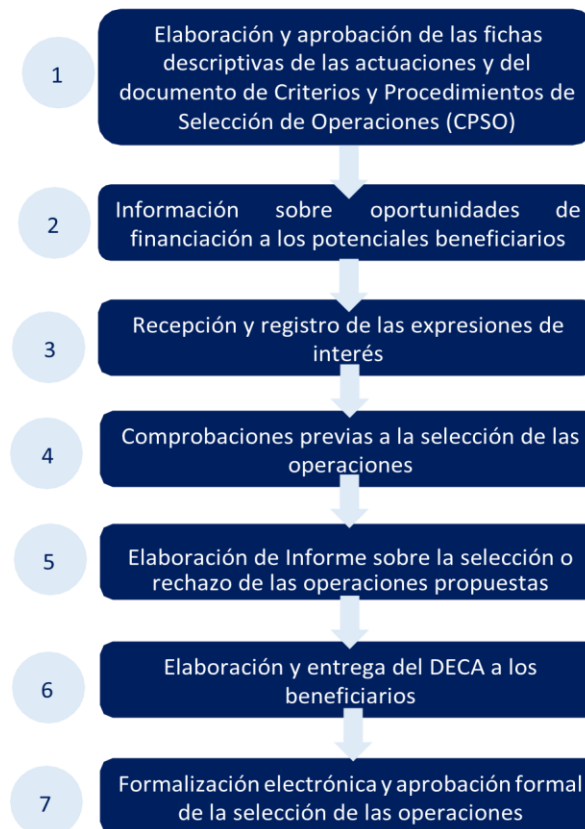 1
Elaboración y aprobación de las fichas
descriptivas de las actuaciones y del
documento de Criterios y Procedimientos de
Selección de Operaciones (CPSO)
2
Información sobre oportunidades de
financiación a los potenciales beneficiarios
3
Recepción y registro de las expresiones de
interés
4
Comprobaciones previas a la selección de las
operaciones
5
Elaboración de Informe sobre la selección o
rechazo de las operaciones propuestas
6
Elaboración y entrega del DECA a los
beneficiarios
7
Formalización electrónica y aprobación formal
de la selección de las operaciones